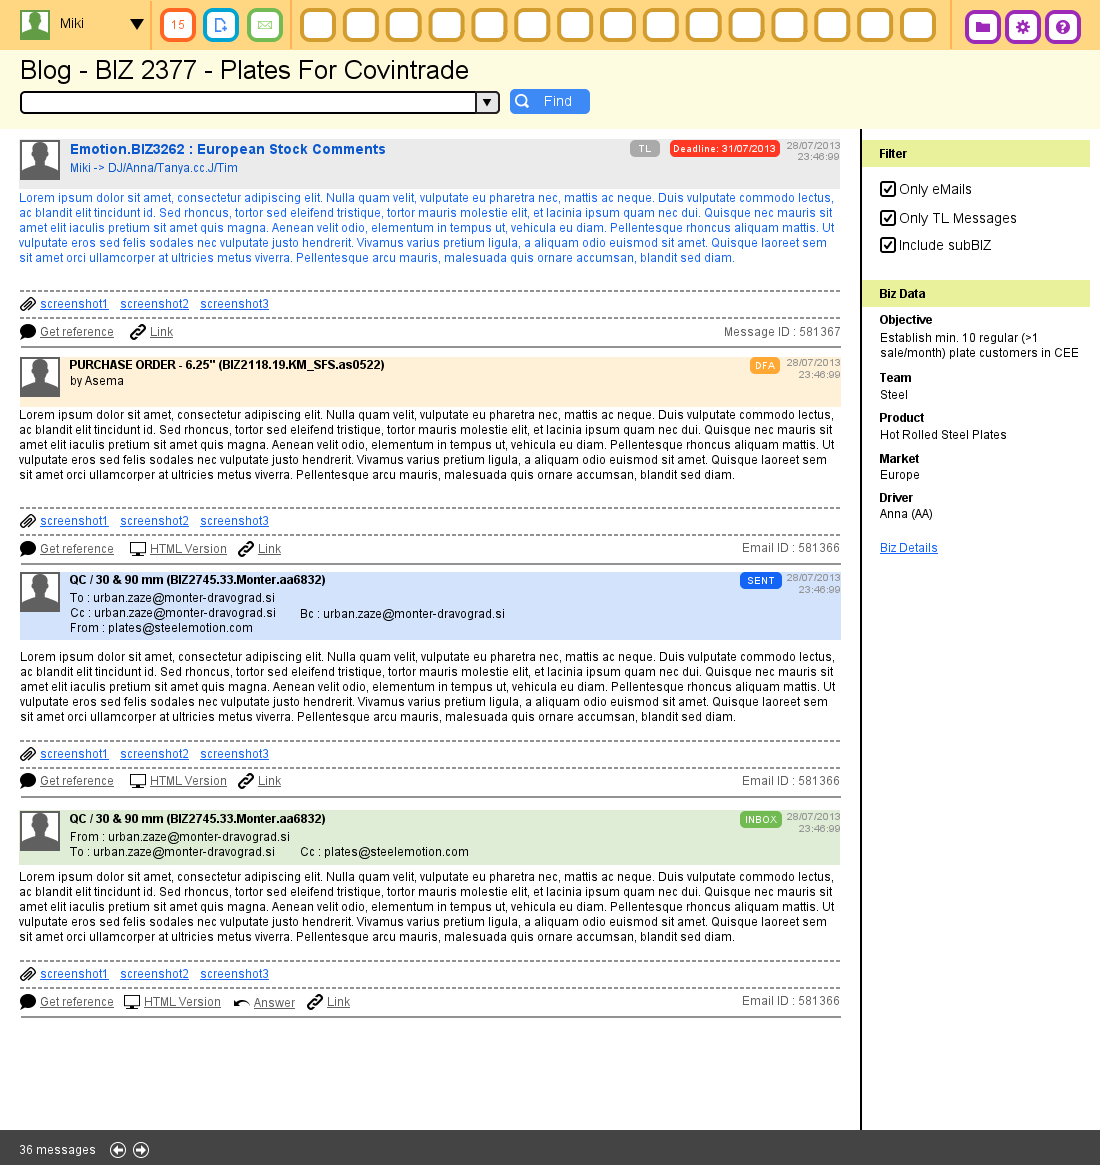 Miki
15
Blog - BIZ 2377 - Plates For Covintrade
Find
Emotion.BIZ3262 : European Stock Comments
TL
Deadline: 31/07/2013
28/07/2013
23:46:99
Miki -> DJ/Anna/Tanya.cc.J/Tim
Lorem ipsum dolor sit amet, consectetur adipiscing elit. Nulla quam velit, vulputate eu pharetra nec, mattis ac neque. Duis vulputate commodo lectus,
ac blandit elit tincidunt id. Sed rhoncus, tortor sed eleifend tristique, tortor mauris molestie elit, et lacinia ipsum quam nec dui. Quisque nec mauris sit
amet elit iaculis pretium sit amet quis magna. Aenean velit odio, elementum in tempus ut, vehicula eu diam. Pellentesque rhoncus aliquam mattis. Ut
vulputate eros sed felis sodales nec vulputate justo hendrerit. Vivamus varius pretium ligula, a aliquam odio euismod sit amet. Quisque laoreet sem
sit amet orci ullamcorper at ultricies metus viverra. Pellentesque arcu mauris, malesuada quis ornare accumsan, blandit sed diam.
screenshot1 screenshot2 screenshot3
Get reference Link Message ID : 581367
PURCHASE ORDER - 6.25" (BIZ2118.19.KM_SFS.as0522)
DFA
28/07/2013
23:46:99
by Asema
Lorem ipsum dolor sit amet, consectetur adipiscing elit. Nulla quam velit, vulputate eu pharetra nec, mattis ac neque. Duis vulputate commodo lectus,
ac blandit elit tincidunt id. Sed rhoncus, tortor sed eleifend tristique, tortor mauris molestie elit, et lacinia ipsum quam nec dui. Quisque nec mauris sit
amet elit iaculis pretium sit amet quis magna. Aenean velit odio, elementum in tempus ut, vehicula eu diam. Pellentesque rhoncus aliquam mattis. Ut
vulputate eros sed felis sodales nec vulputate justo hendrerit. Vivamus varius pretium ligula, a aliquam odio euismod sit amet. Quisque laoreet sem
sit amet orci ullamcorper at ultricies metus viverra. Pellentesque arcu mauris, malesuada quis ornare accumsan, blandit sed diam.
screenshot1 screenshot2 screenshot3
Get reference HTML Version Link Email ID : 581366
QC / 30 & 90 mm (BIZ2745.33.Monter.aa6832)
SENT
28/07/2013
23:46:99
To : urban.zaze@monter-dravograd.si
Cc : urban.zaze@monter-dravograd.si Bc : urban.zaze@monter-dravograd.si
From : plates@steelemotion.com
Lorem ipsum dolor sit amet, consectetur adipiscing elit. Nulla quam velit, vulputate eu pharetra nec, mattis ac neque. Duis vulputate commodo lectus,
ac blandit elit tincidunt id. Sed rhoncus, tortor sed eleifend tristique, tortor mauris molestie elit, et lacinia ipsum quam nec dui. Quisque nec mauris sit
amet elit iaculis pretium sit amet quis magna. Aenean velit odio, elementum in tempus ut, vehicula eu diam. Pellentesque rhoncus aliquam mattis. Ut
vulputate eros sed felis sodales nec vulputate justo hendrerit. Vivamus varius pretium ligula, a aliquam odio euismod sit amet. Quisque laoreet sem
sit amet orci ullamcorper at ultricies metus viverra. Pellentesque arcu mauris, malesuada quis ornare accumsan, blandit sed diam.
screenshot1 screenshot2 screenshot3
Get reference HTML Version Link Email ID : 581366
QC / 30 & 90 mm (BIZ2745.33.Monter.aa6832)
INBOX
28/07/2013
23:46:99
From : urban.zaze@monter-dravograd.si
To : urban.zaze@monter-dravograd.si Cc : plates@steelemotion.com
Lorem ipsum dolor sit amet, consectetur adipiscing elit. Nulla quam velit, vulputate eu pharetra nec, mattis ac neque. Duis vulputate commodo lectus,
ac blandit elit tincidunt id. Sed rhoncus, tortor sed eleifend tristique, tortor mauris molestie elit, et lacinia ipsum quam nec dui. Quisque nec mauris sit
amet elit iaculis pretium sit amet quis magna. Aenean velit odio, elementum in tempus ut, vehicula eu diam. Pellentesque rhoncus aliquam mattis. Ut
vulputate eros sed felis sodales nec vulputate justo hendrerit. Vivamus varius pretium ligula, a aliquam odio euismod sit amet. Quisque laoreet sem
sit amet orci ullamcorper at ultricies metus viverra. Pellentesque arcu mauris, malesuada quis ornare accumsan, blandit sed diam.
screenshot1 screenshot2 screenshot3
Get reference HTML Version Answer Link Email ID : 581366
Filter
Only eMails
Only TL Messages
Include subBIZ
Biz Data
Objective
Establish min. 10 regular (>1
sale/month) plate customers in CEE
Team
Steel
Product
Hot Rolled Steel Plates
Market
Europe
Driver
Anna (AA)
Biz Details
36 messages